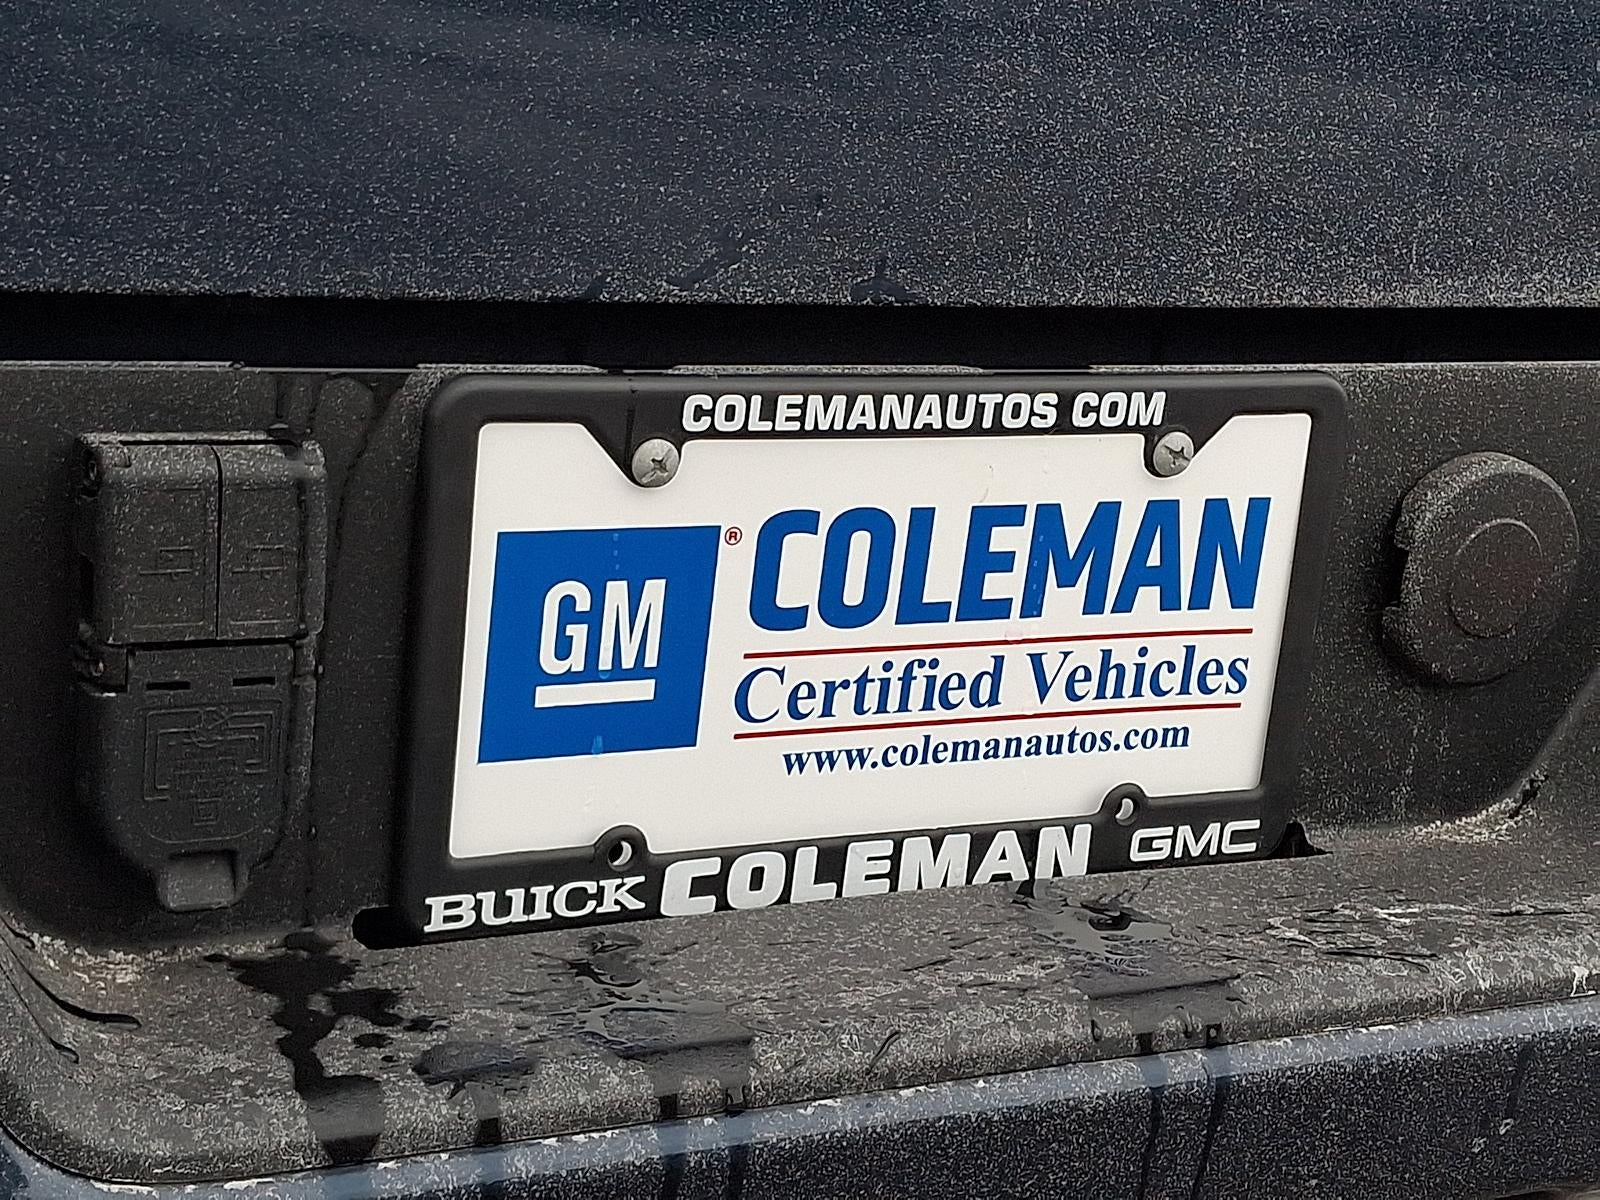 COLEMANAUTOS COM
GM ® COLEMAN
Certified Vehicles
www.colemanautos.com
BUICK COLEMAN GMC